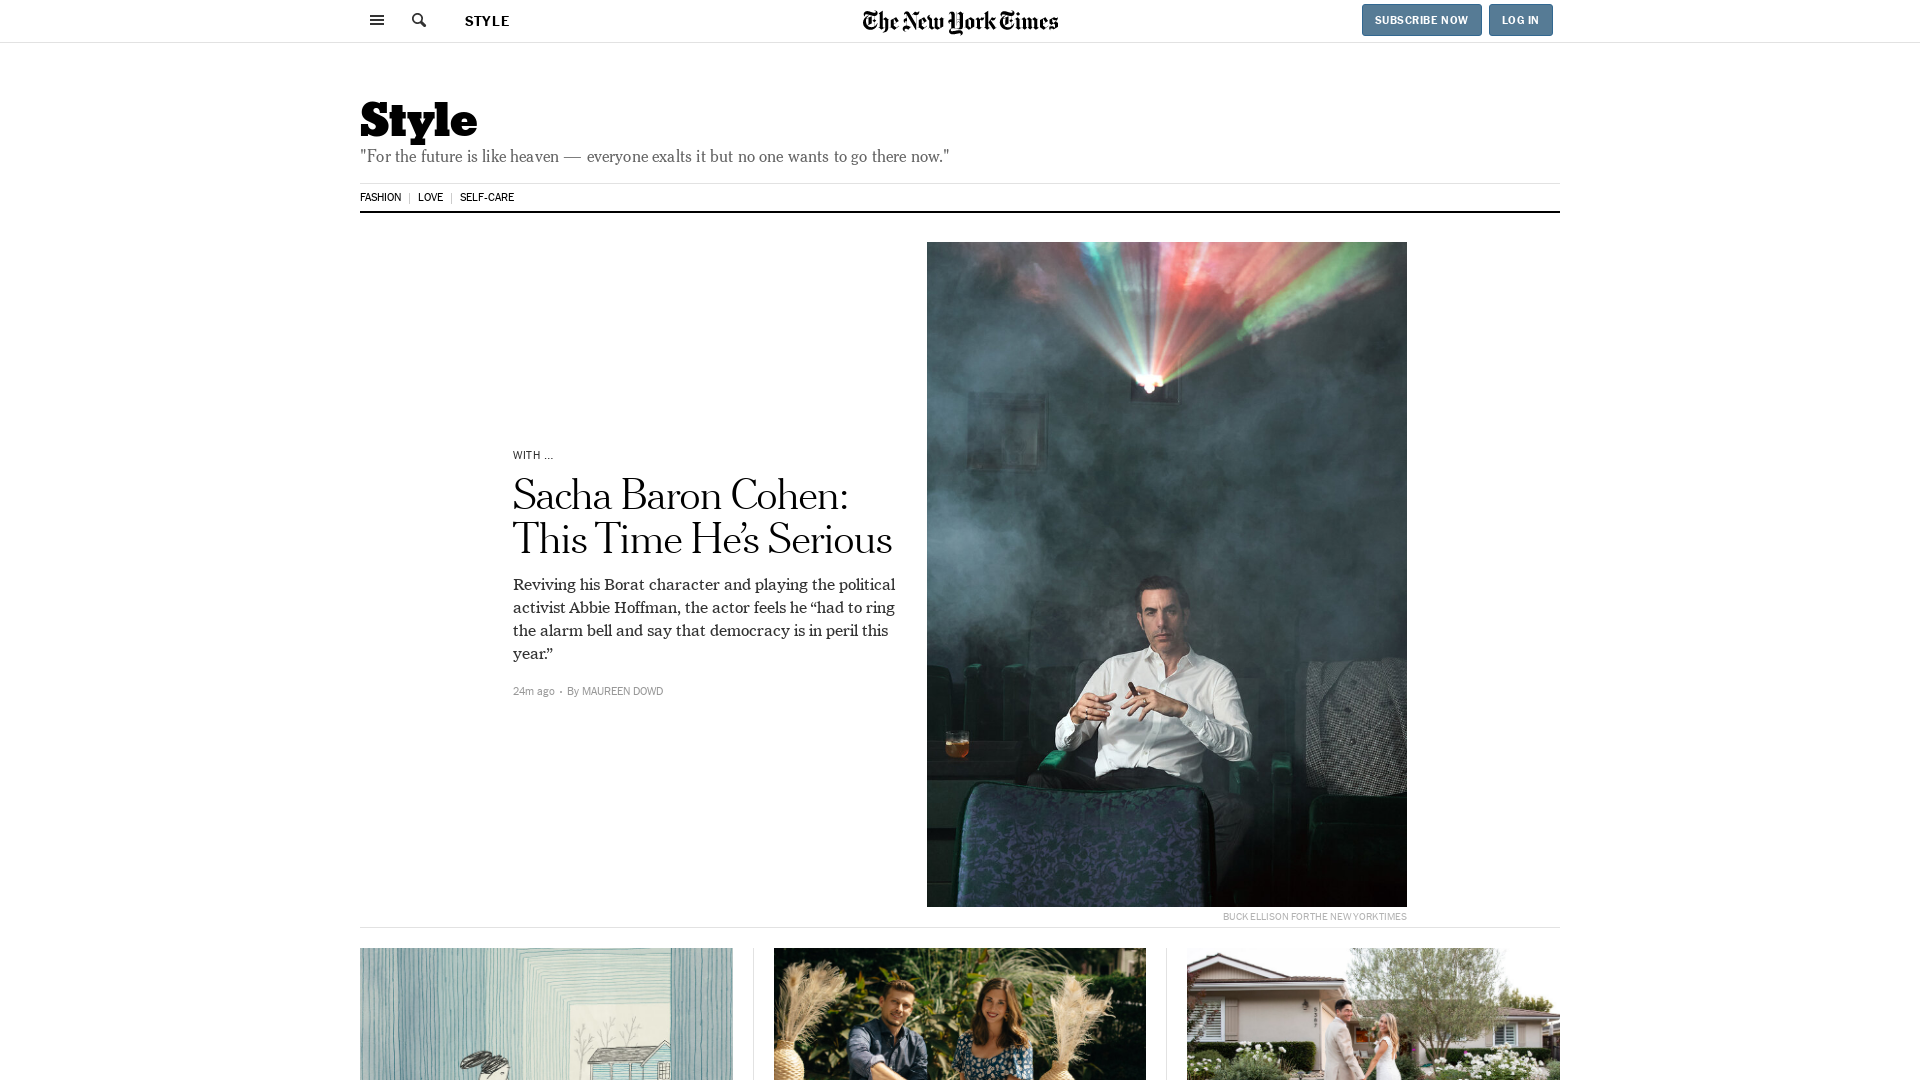 STYLE
The New York Times
SUBSCRIBE NOW
LOG IN
Style
"For the future is like heaven — everyone exalts it but no one wants to go there now."
FASHION
LOVE
SELF-CARE
WITH ...
Sacha Baron Cohen:
This Time He’s Serious
Reviving his Borat character and playing the political
activist Abbie Hoffman, the actor feels he “had to ring
the alarm bell and say that democracy is in peril this
year.”
24m ago • By MAUREEN DOWD
BUCK ELLISON FOR THE NEW YORK TIMES